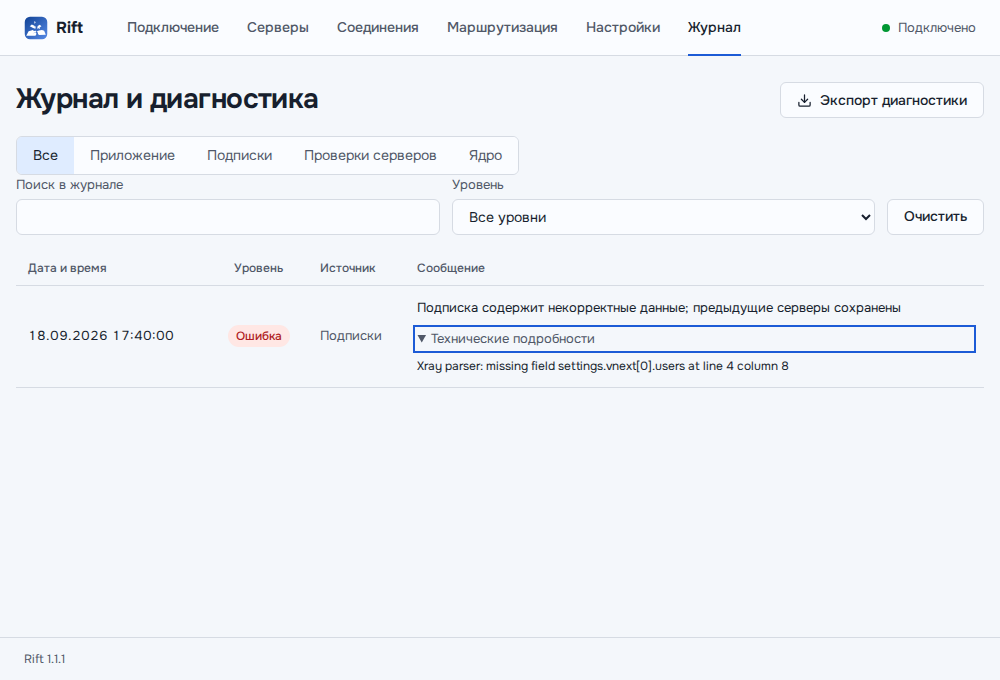 Rift
Подключение
Серверы
Соединения
Маршрутизация
Настройки
Журнал
Подключено
Журнал и диагностика
Экспорт диагностики
Все
Приложение
Подписки
Проверки серверов
Ядро
Поиск в журнале
Уровень
Все уровни
Очистить
Дата и время
Уровень
Источник
Сообщение
18.09.2026 17:40:00
Ошибка
Подписки
Подписка содержит некорректные данные; предыдущие серверы сохранены
Технические подробности
Xray parser: missing field settings.vnext[0].users at line 4 column 8
Rift 1.1.1